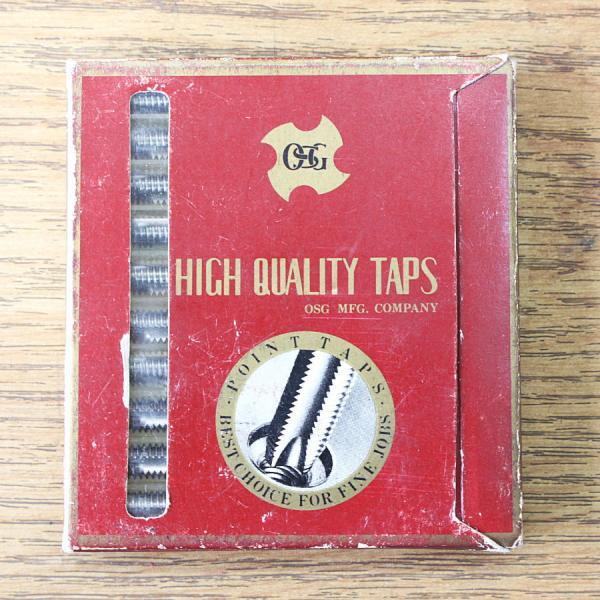 OSG
HIGH QUALITY TAPS
OSG MFG. COMPANY
· POINT TAPS ·
BEST CHOICE FOR FINE JOBS